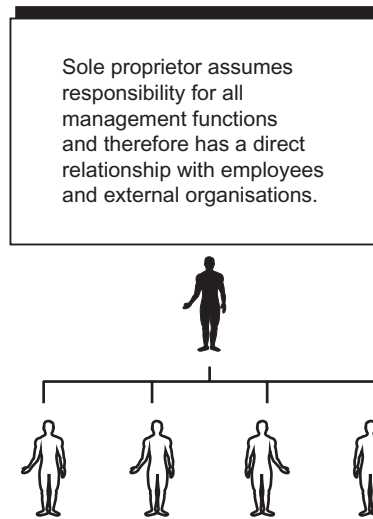 Sole proprietor assumes
responsibility for all
management functions
and therefore has a direct
relationship with employees
and external organisations.